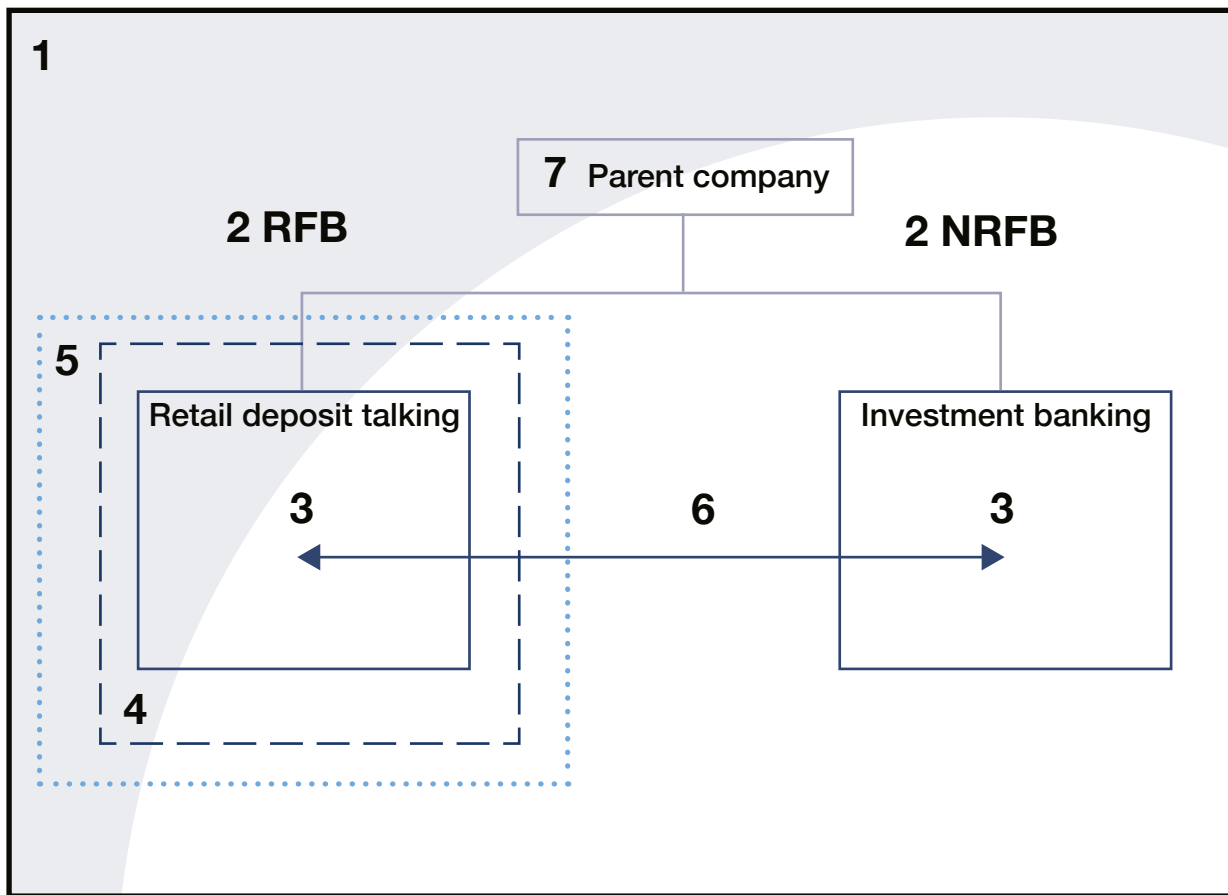 1
7 Parent company
2 RFB
2 NRFB
5
Retail deposit talking
Investment banking
3
6
3
4